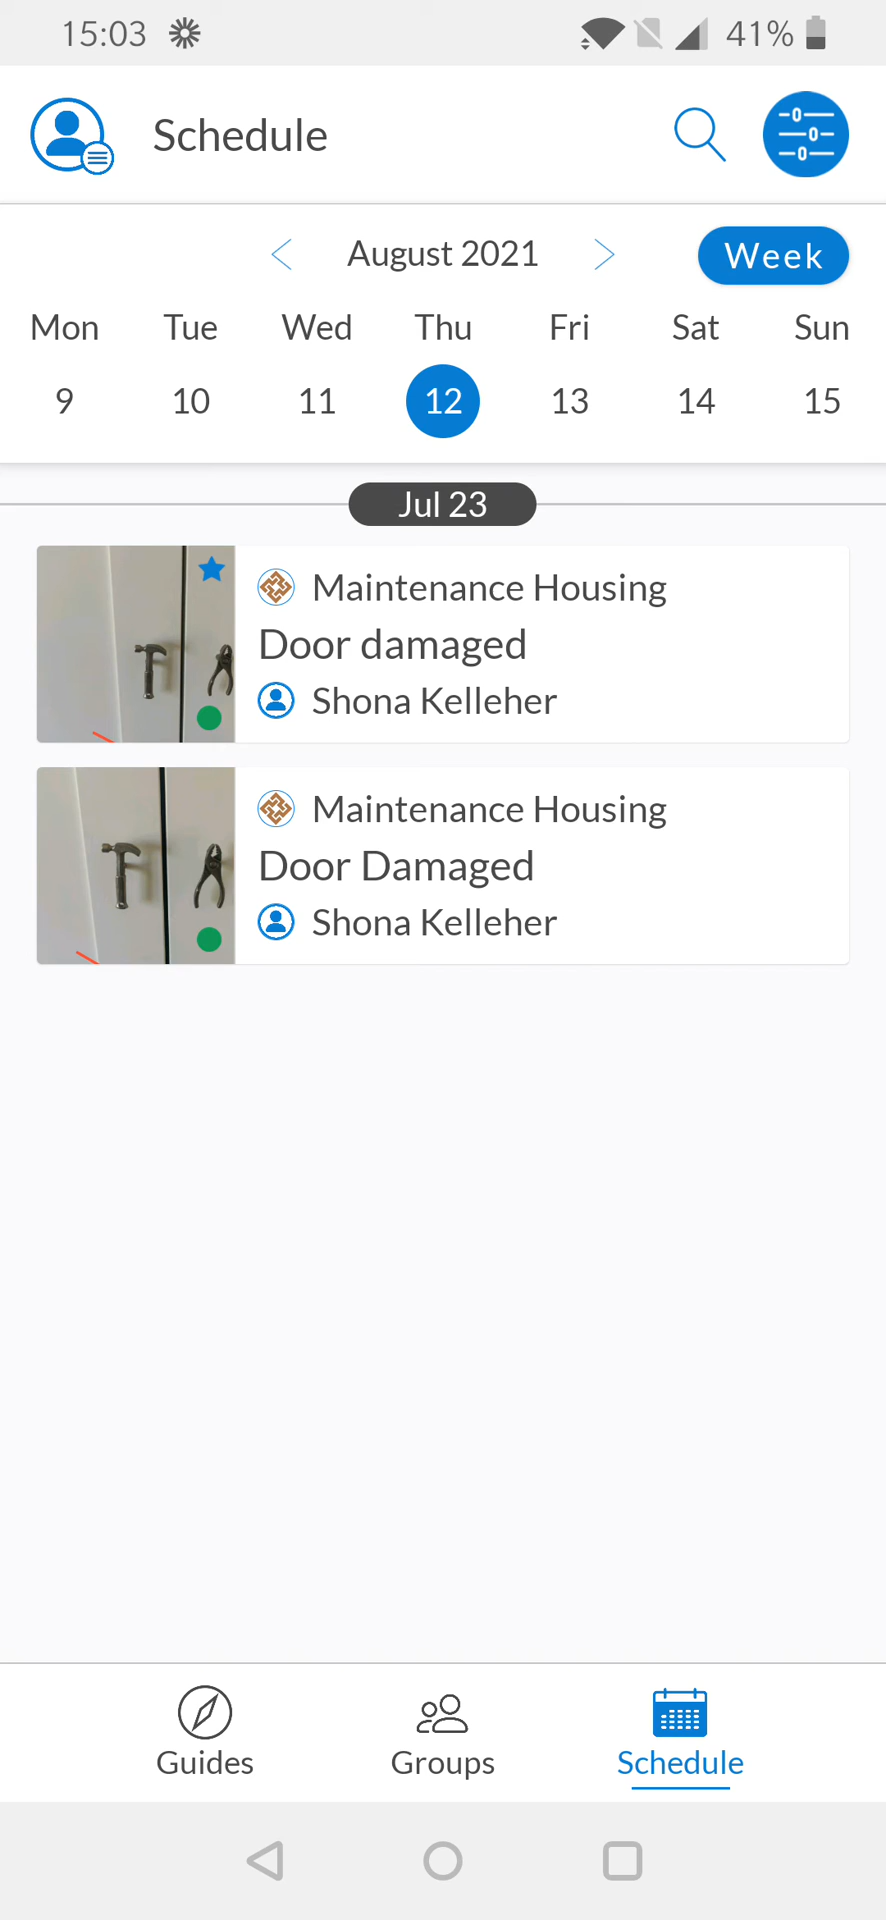 15:03 41%
Schedule
August 2021 Week
Mon Tue Wed Thu Fri Sat Sun
9 10 11 12 13 14 15
Jul 23
Maintenance Housing
Door damaged
Shona Kelleher
Maintenance Housing
Door Damaged
Shona Kelleher
Guides Groups Schedule